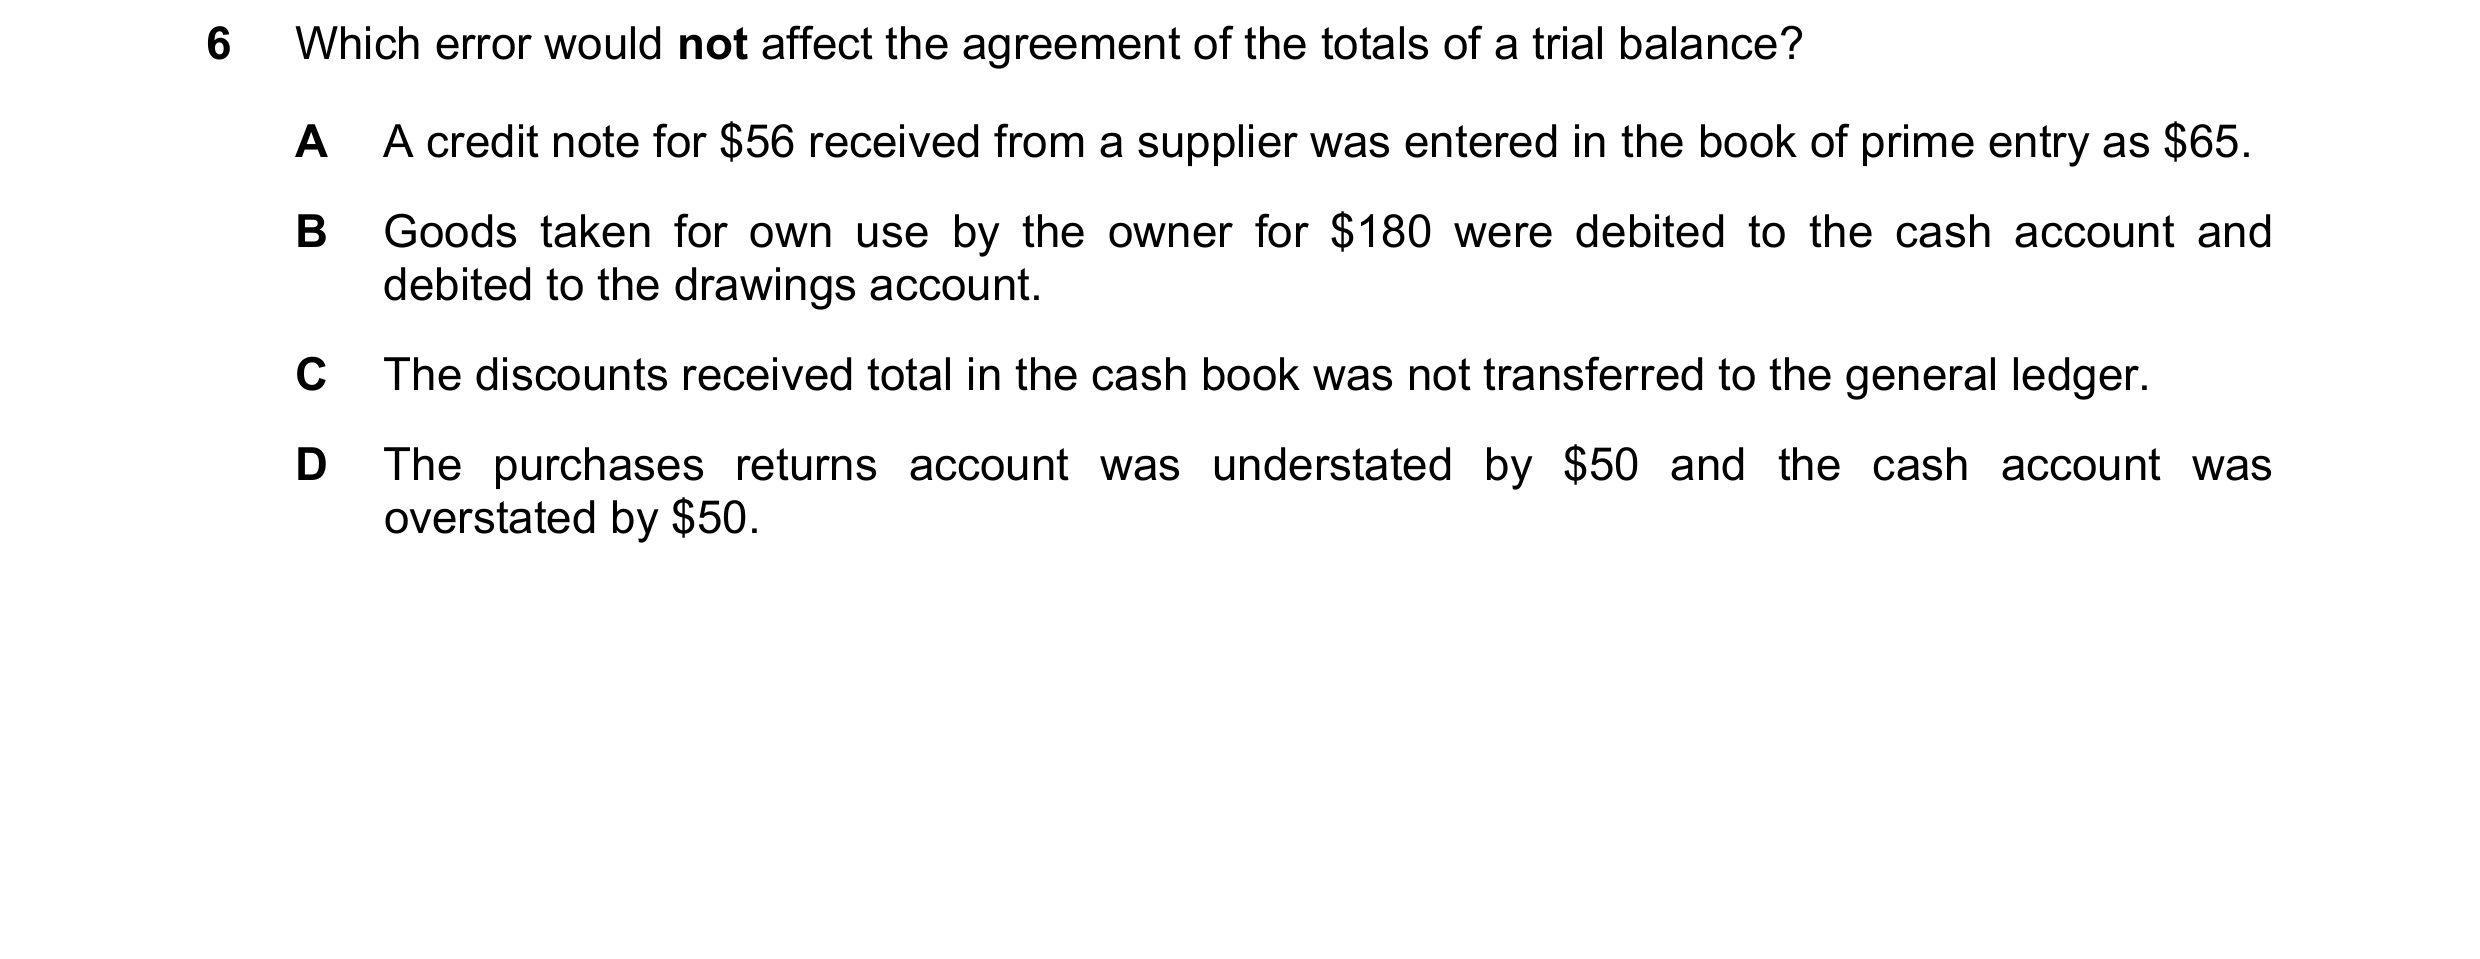 6 Which error would not affect the agreement of the totals of a trial balance?
A A credit note for $56 received from a supplier was entered in the book of prime entry as $65.
B Goods taken for own use by the owner for $180 were debited to the cash account and
debited to the drawings account.
C The discounts received total in the cash book was not transferred to the general ledger.
D The purchases returns account was understated by $50 and the cash account was
overstated by $50.